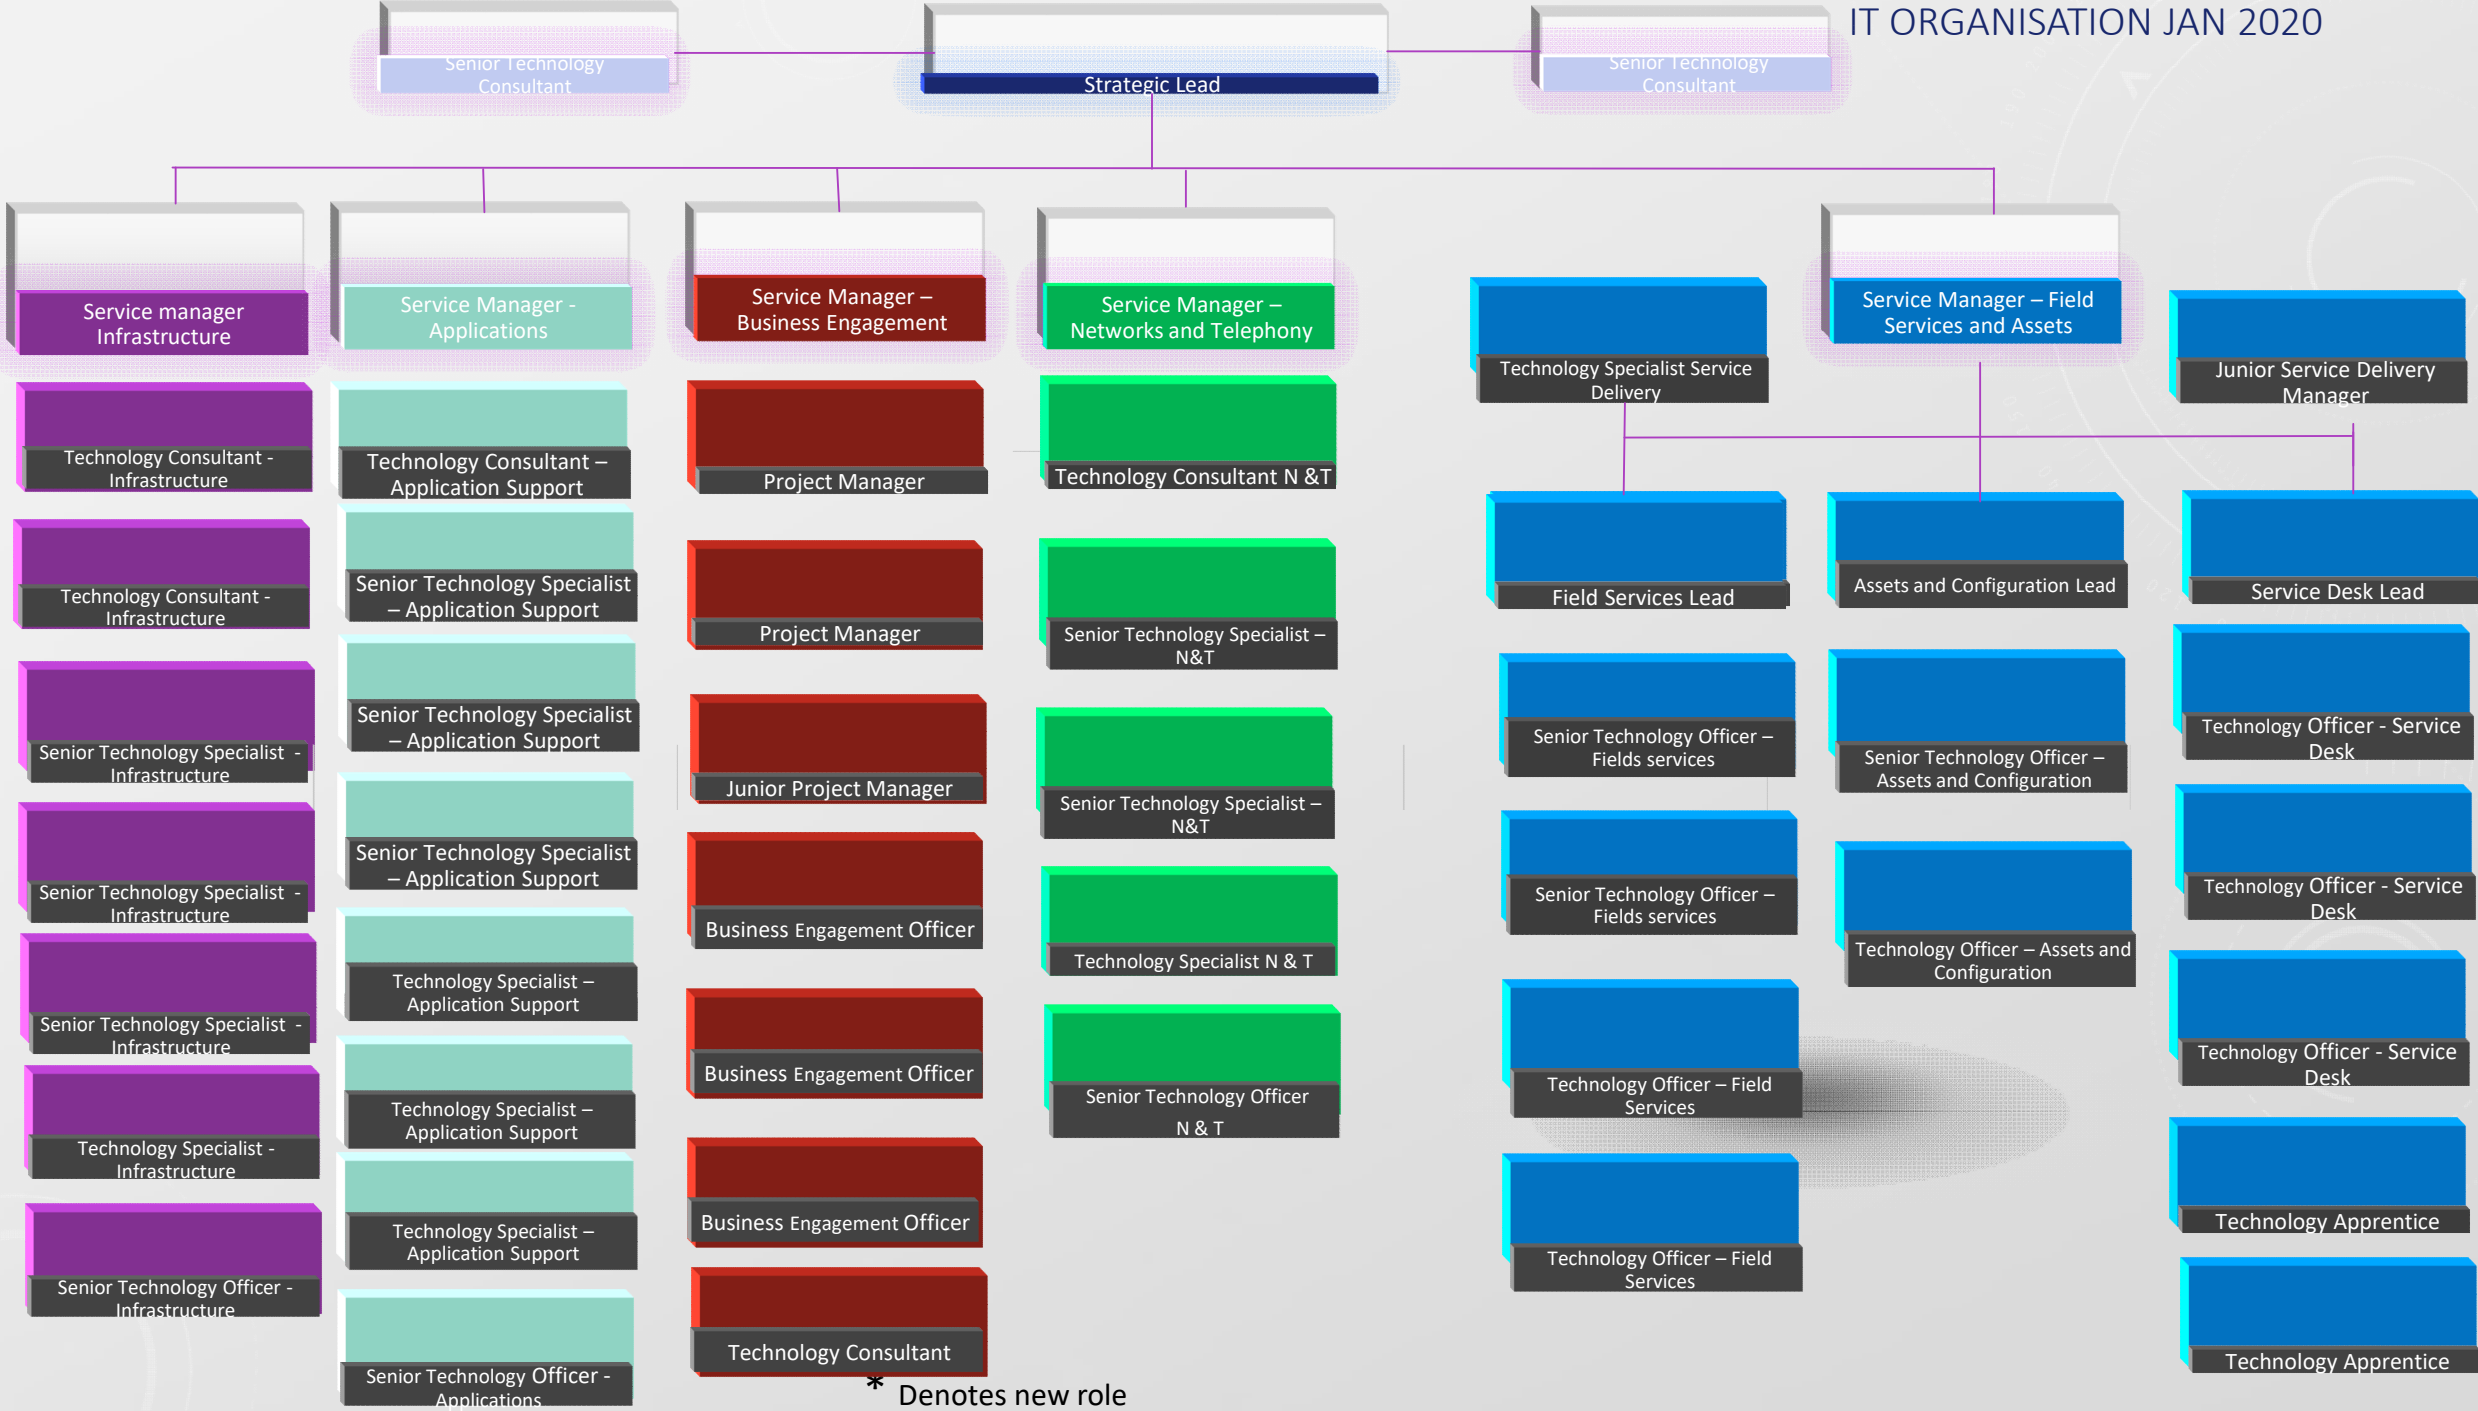 IT ORGANISATION JAN 2020
Senior Technology
Consultant
Strategic Lead
Senior Technology
Consultant
Service manager
Infrastructure
Technology Consultant -
Infrastructure
Technology Consultant -
Infrastructure
Senior Technology Specialist -
Infrastructure
Senior Technology Specialist -
Infrastructure
Senior Technology Specialist -
Infrastructure
Technology Specialist -
Infrastructure
Senior Technology Officer -
Infrastructure
Service Manager -
Applications
Technology Consultant –
Application Support
Senior Technology Specialist
– Application Support
Senior Technology Specialist
– Application Support
Senior Technology Specialist
– Application Support
Technology Specialist –
Application Support
Technology Specialist –
Application Support
Technology Specialist –
Application Support
Senior Technology Officer -
Applications
Service Manager –
Business Engagement
Project Manager
Project Manager
Junior Project Manager
Business Engagement Officer
Business Engagement Officer
Business Engagement Officer
Technology Consultant
Service Manager –
Networks and Telephony
Technology Consultant N &T
Senior Technology Specialist –
N&T
Senior Technology Specialist –
N&T
Technology Specialist N & T
Senior Technology Officer
N & T
Technology Specialist Service
Delivery
Service Manager – Field
Services and Assets
Junior Service Delivery
Manager
Field Services Lead
Senior Technology Officer –
Fields services
Senior Technology Officer –
Fields services
Technology Officer – Field
Services
Technology Officer – Field
Services
Assets and Configuration Lead
Senior Technology Officer –
Assets and Configuration
Technology Officer – Assets and
Configuration
Service Desk Lead
Technology Officer - Service
Desk
Technology Officer - Service
Desk
Technology Officer - Service
Desk
Technology Apprentice
Technology Apprentice
* Denotes new role